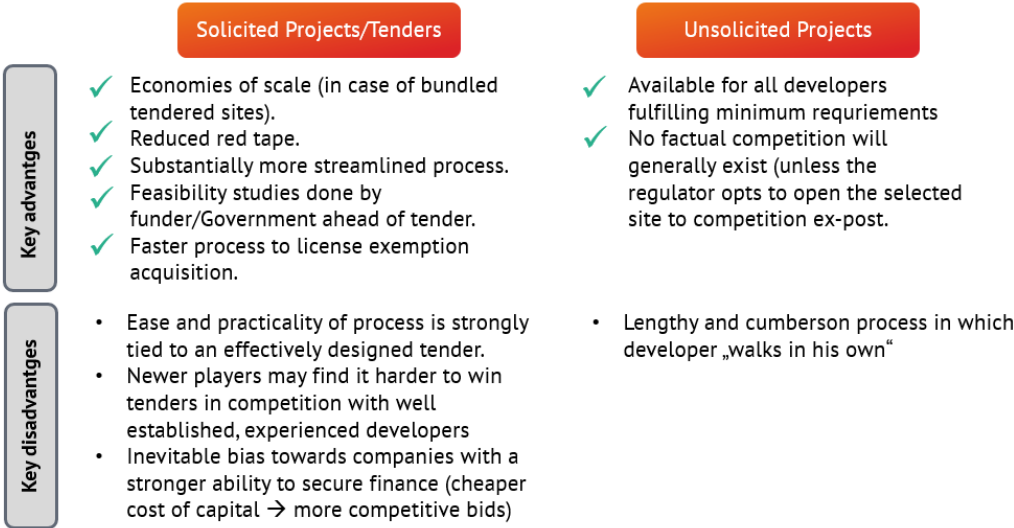 Solicited Projects/Tenders
Unsolicited Projects
Key advantges
Economies of scale (in case of bundled
tendered sites).
Reduced red tape.
Substantially more streamlined process.
Feasibility studies done by
funder/Government ahead of tender.
Faster process to license exemption
acquisition.
Available for all developers
fulfilling minimum requriements
No factual competition will
generally exist (unless the
regulator opts to open the selected
site to competition ex-post.
Key disadvantges
• Ease and practicality of process is strongly
tied to an effectively designed tender.
• Newer players may find it harder to win
tenders in competition with well
established, experienced developers
• Inevitable bias towards companies with a
stronger ability to secure finance (cheaper
cost of capital → more competitive bids)
• Lengthy and cumberson process in which
developer „walks in his own“